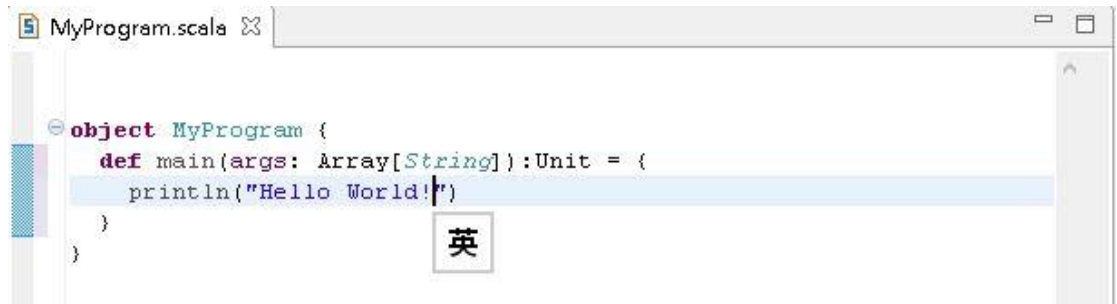 MyProgram.scala
object MyProgram {
def main(args: Array[String]):Unit = {
println("Hello World!")
}
}
英